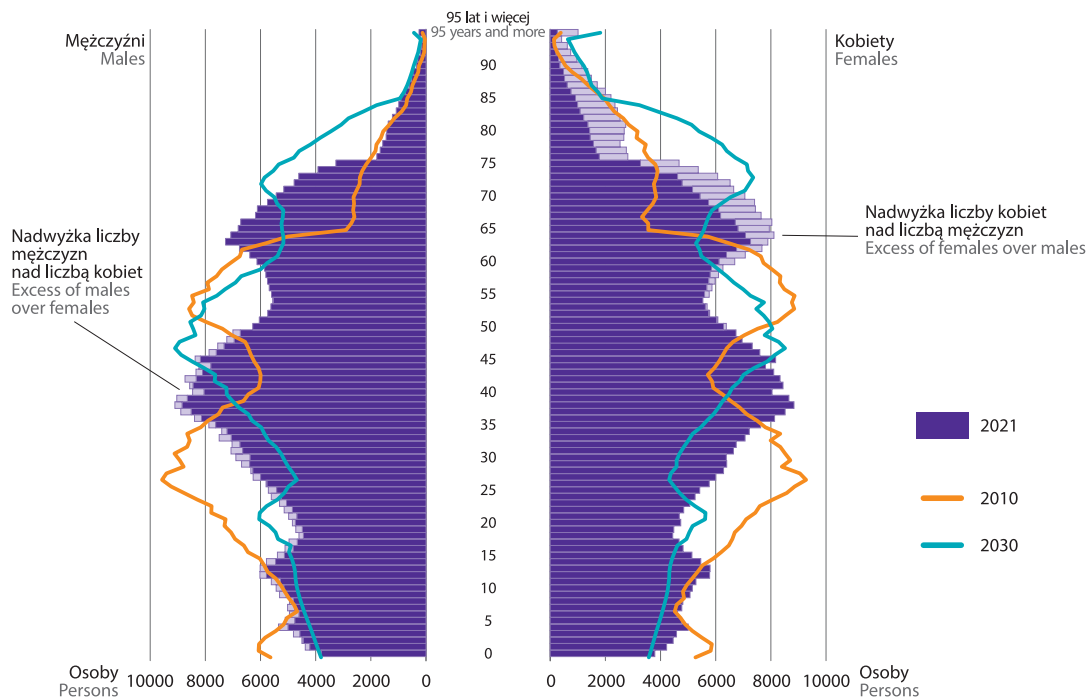 95 lat i więcej
95 years and more
Mężczyźni
Males
Kobiety
Females
90
85
80
75
70
65
60
55
50
45
40
35
30
25
20
15
10
5
0
Nadwyżka liczby
mężczyzn
nad liczbą kobiet
Excess of males
over females
Nadwyżka liczby kobiet
nad liczbą mężczyzn
Excess of females over males
2021
2010
2030
Osoby
Persons
10000 8000 6000 4000 2000 0
0 2000 4000 6000 8000 10000
Osoby
Persons